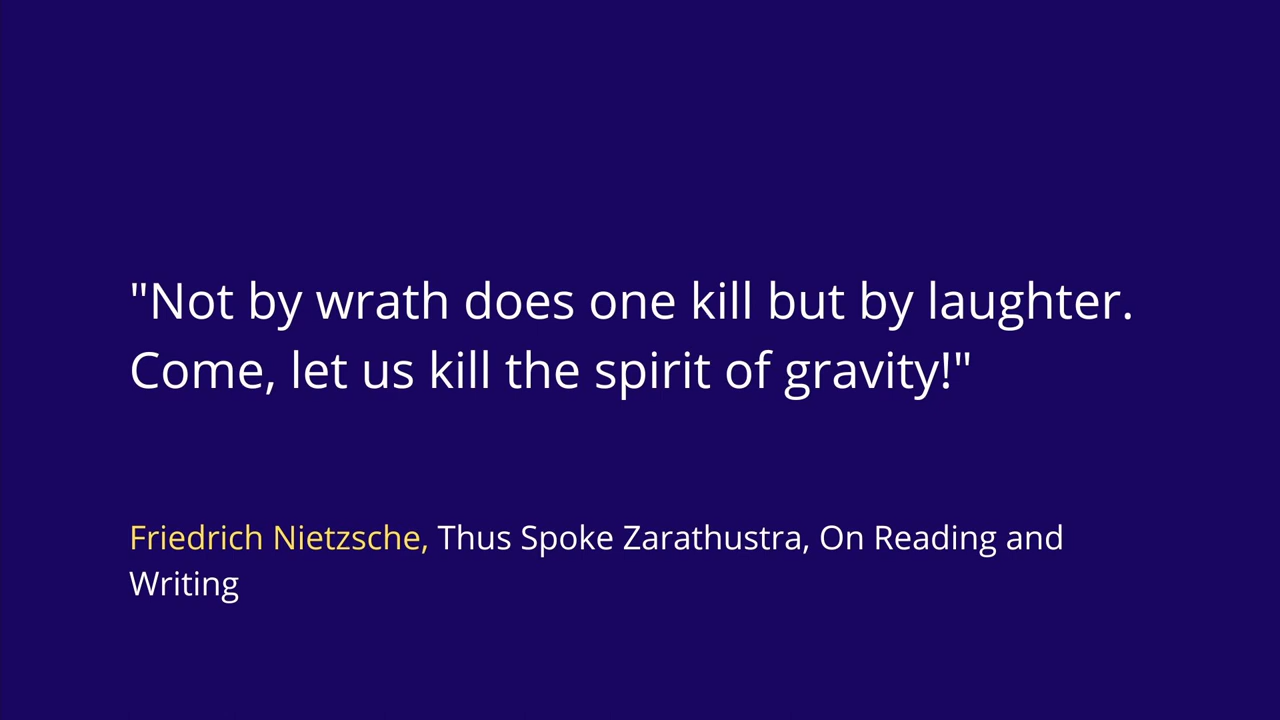 "Not by wrath does one kill but by laughter.
Come, let us kill the spirit of gravity!"
Friedrich Nietzsche, Thus Spoke Zarathustra, On Reading and
Writing